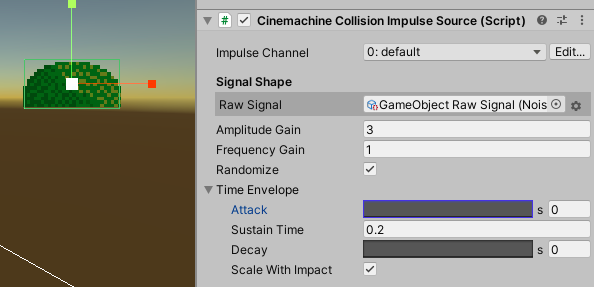 Cinemachine Collision Impulse Source (Script)
Impulse Channel 0: default Edit...
Signal Shape
Raw Signal GameObject Raw Signal (Nois
Amplitude Gain 3
Frequency Gain 1
Randomize
Time Envelope
Attack s 0
Sustain Time 0.2
Decay s 0
Scale With Impact